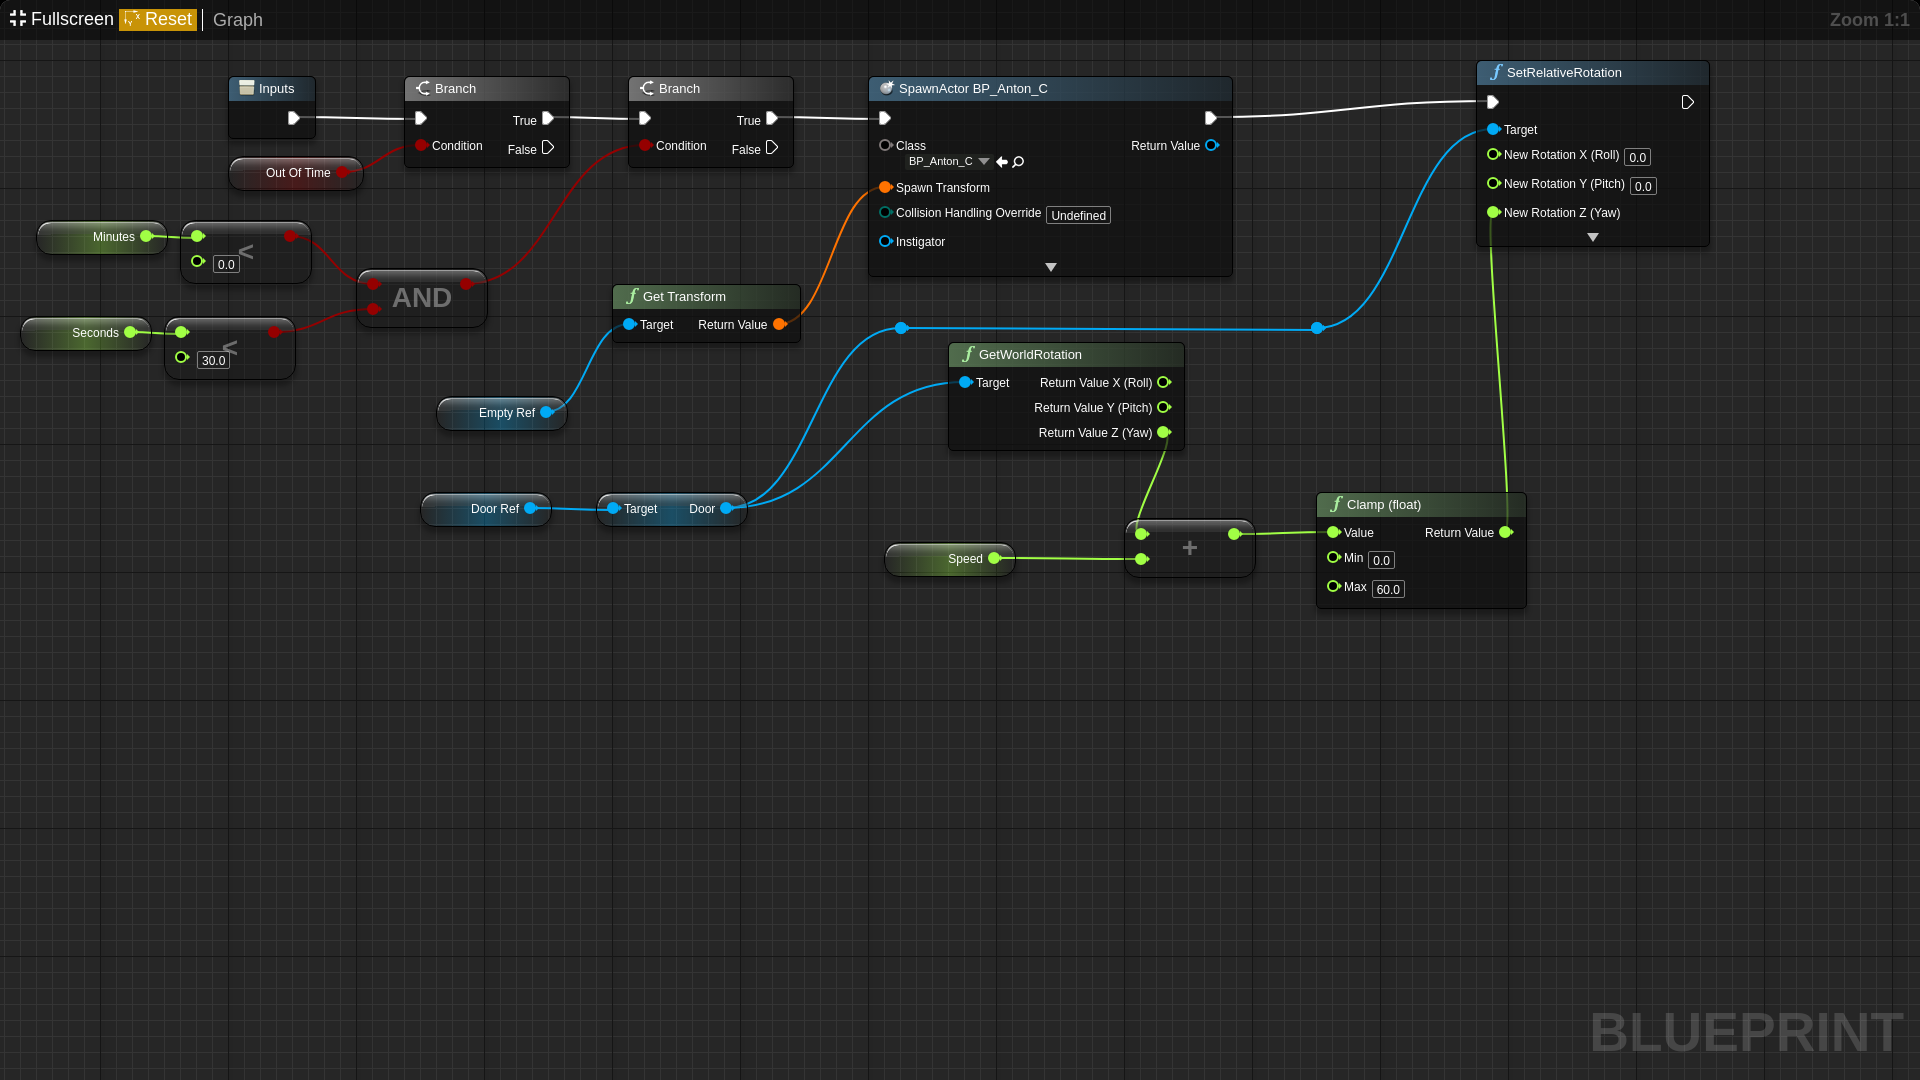 Fullscreen Reset Graph Zoom 1:1
Inputs
Branch
True
Condition
False
Branch
True
Condition
False
SpawnActor BP_Anton_C
Class
BP_Anton_C
Return Value
Spawn Transform
Collision Handling Override Undefined
Instigator
SetRelativeRotation
Target
New Rotation X (Roll) 0.0
New Rotation Y (Pitch) 0.0
New Rotation Z (Yaw)
Out Of Time
Minutes
<
0.0
AND
Seconds
<
30.0
Get Transform
Target Return Value
GetWorldRotation
Target Return Value X (Roll)
Return Value Y (Pitch)
Return Value Z (Yaw)
Empty Ref
Door Ref
Target Door
Speed
+
Clamp (float)
Value Return Value
Min 0.0
Max 60.0
BLUEPRINT